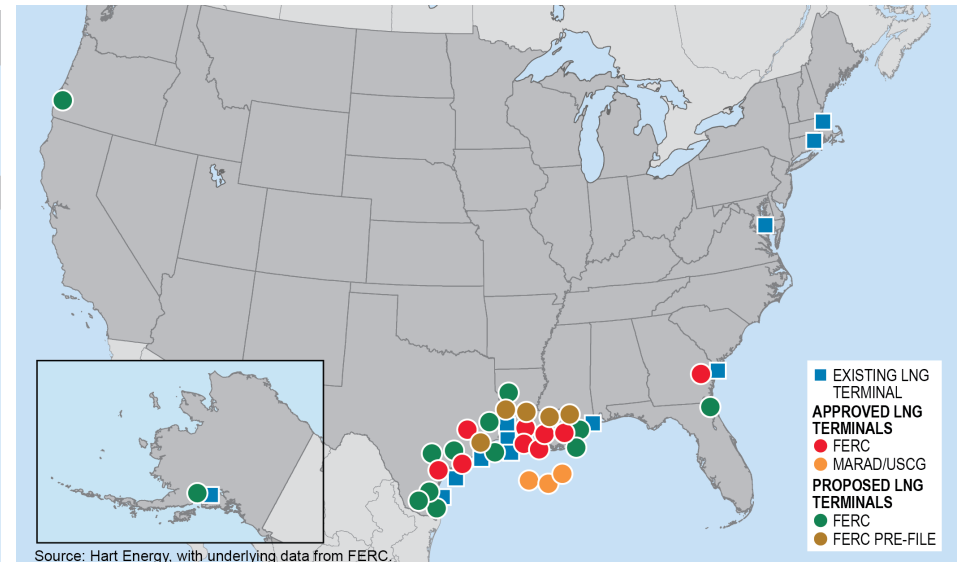 EXISTING LNG
TERMINAL
APPROVED LNG
TERMINALS
FERC
MARAD/USCG
PROPOSED LNG
TERMINALS
FERC
FERC PRE-FILE
Source: Hart Energy, with underlying data from FERC.